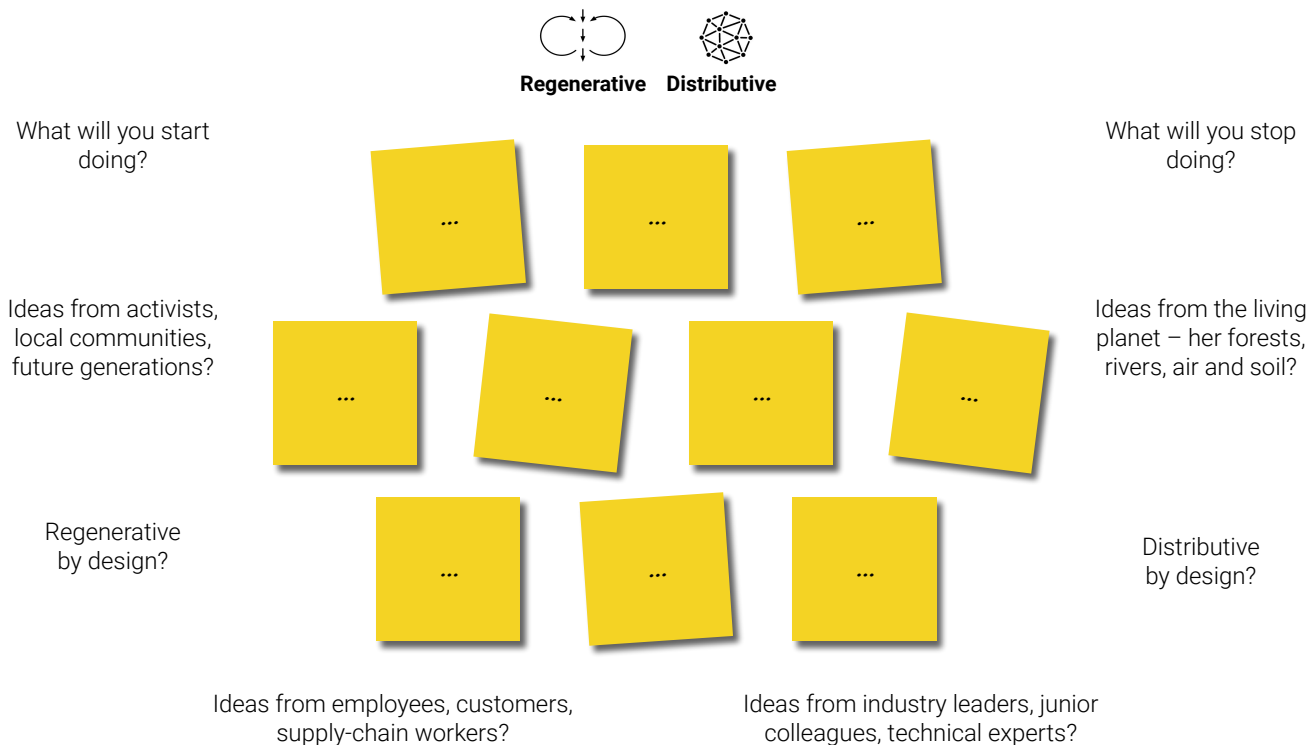 Regenerative Distributive
What will you start
doing?
What will you stop
doing?
...
...
...
Ideas from activists,
local communities,
future generations?
Ideas from the living
planet – her forests,
rivers, air and soil?
...
...
...
...
Regenerative
by design?
Distributive
by design?
...
...
...
Ideas from employees, customers,
supply-chain workers?
Ideas from industry leaders, junior
colleagues, technical experts?